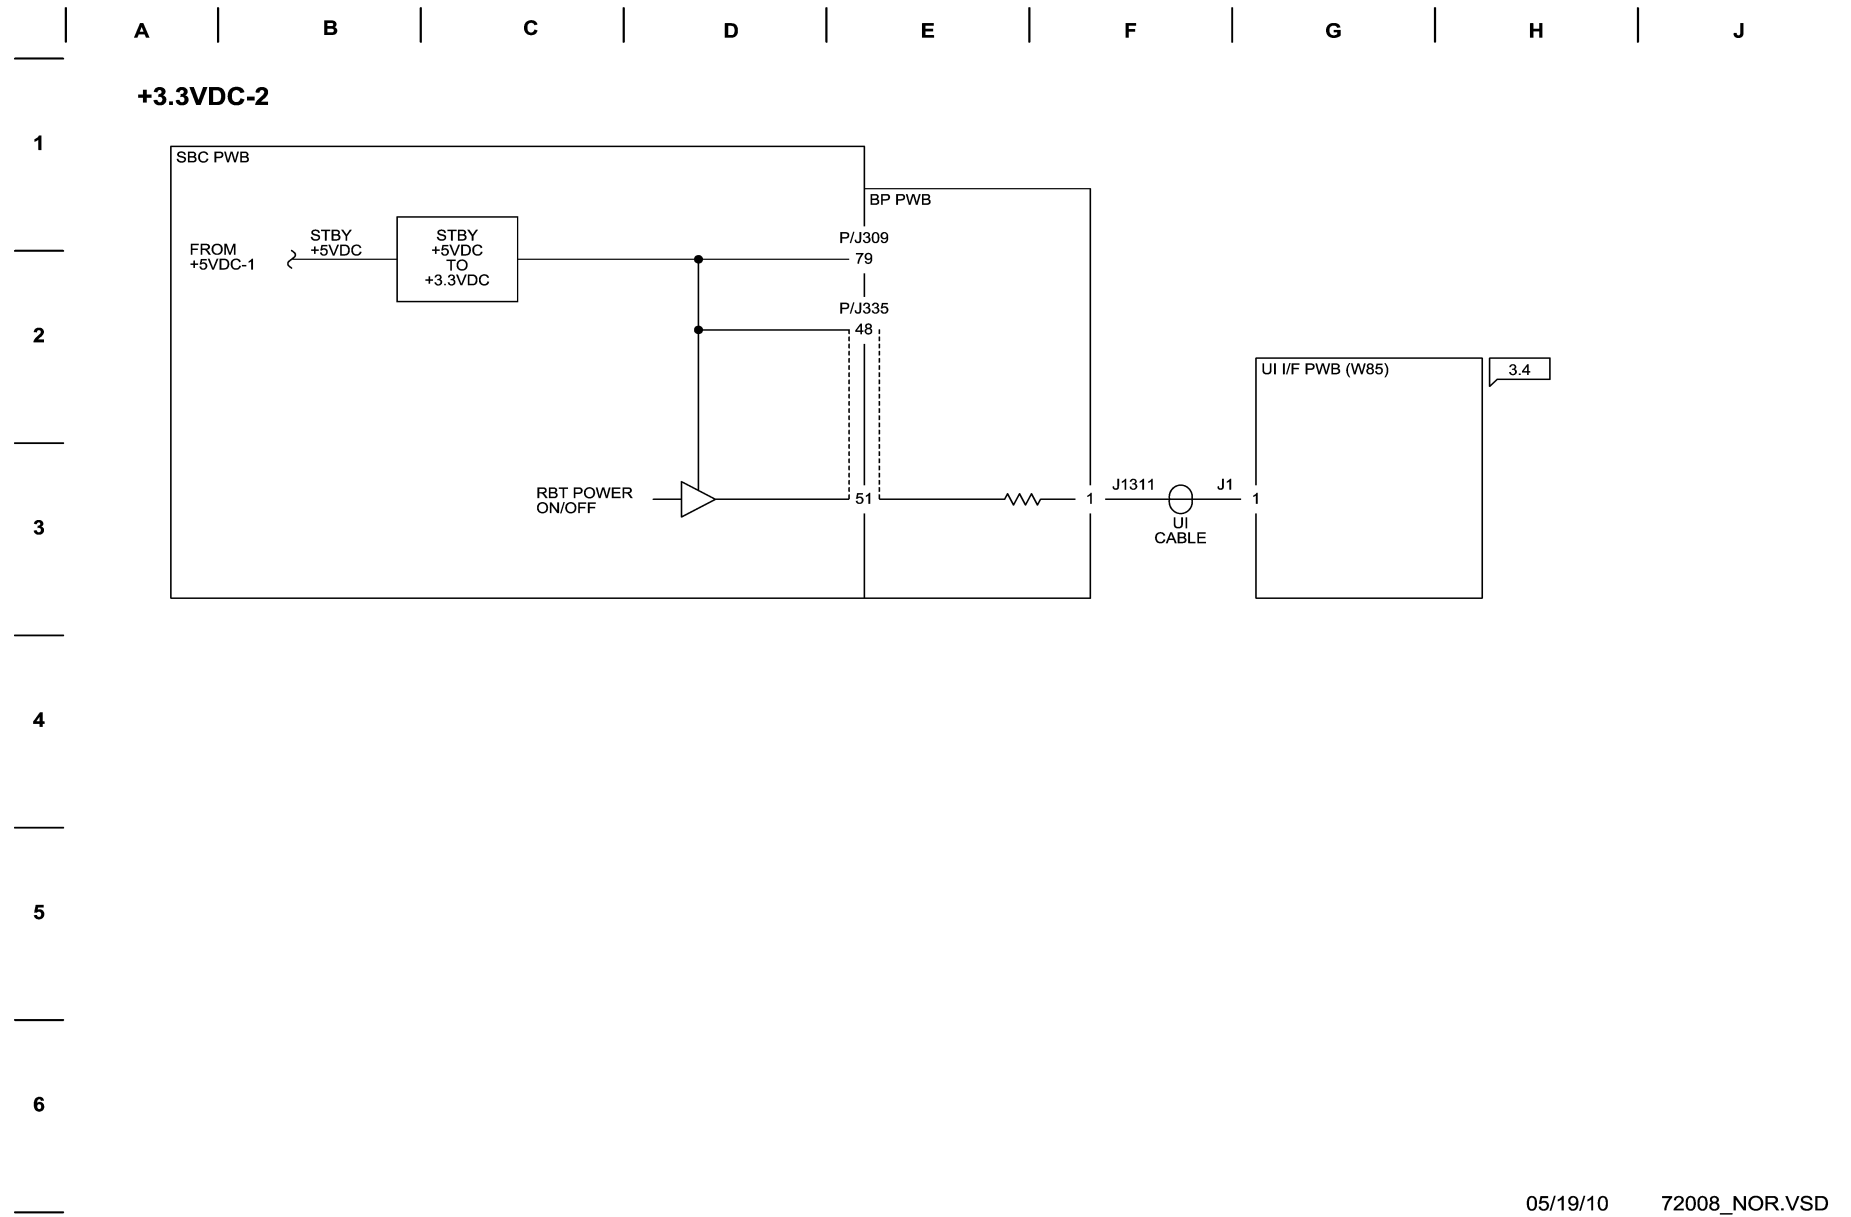 A B C D E F G H J
+3.3VDC-2
1
SBC PWB
BP PWB
P/J309
FROM
+5VDC-1
STBY
+5VDC
STBY
+5VDC
TO
+3.3VDC
79
P/J335
2
48
UI I/F PWB (W85)
3.4
RBT POWER
ON/OFF
51
1
J1311
J1
1
UI
CABLE
3
4
5
6
05/19/10 72008_NOR.VSD